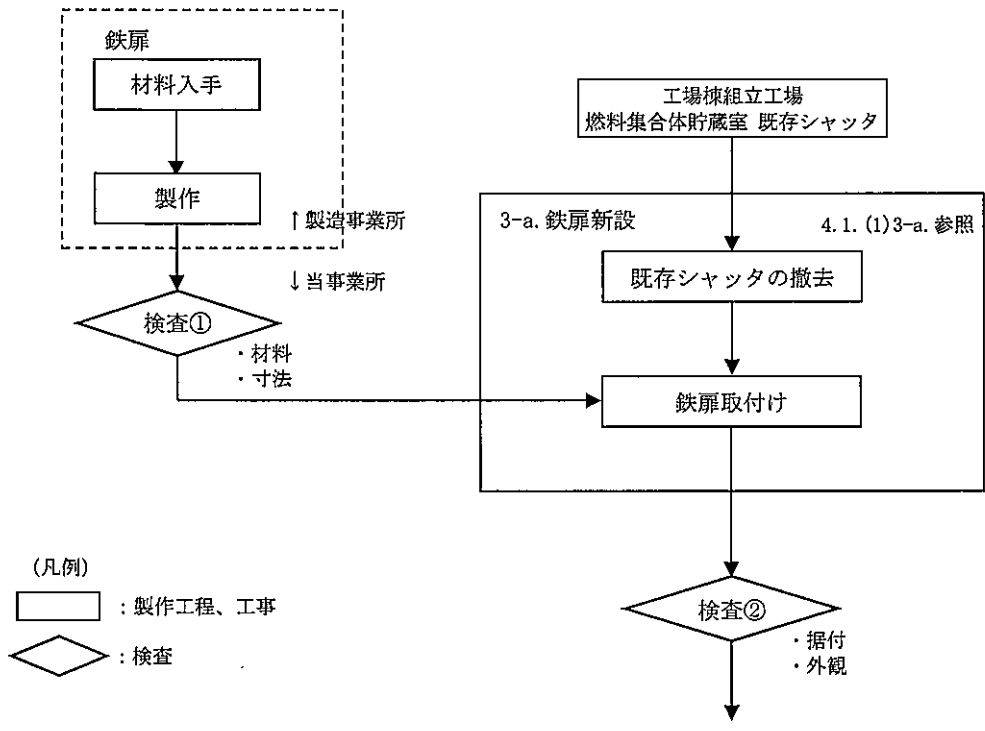 鉄扉
材料入手
製作
↑製造事業所
↓当事業所
検査①
・材料
・寸法
工場棟組立工場
燃料集合体貯蔵室 既存シャッタ
3-a. 鉄扉新設
4.1.(1)3-a.参照
既存シャッタの撤去
鉄扉取付け
検査②
・据付
・外観
(凡例)
：製作工程、工事
：検査